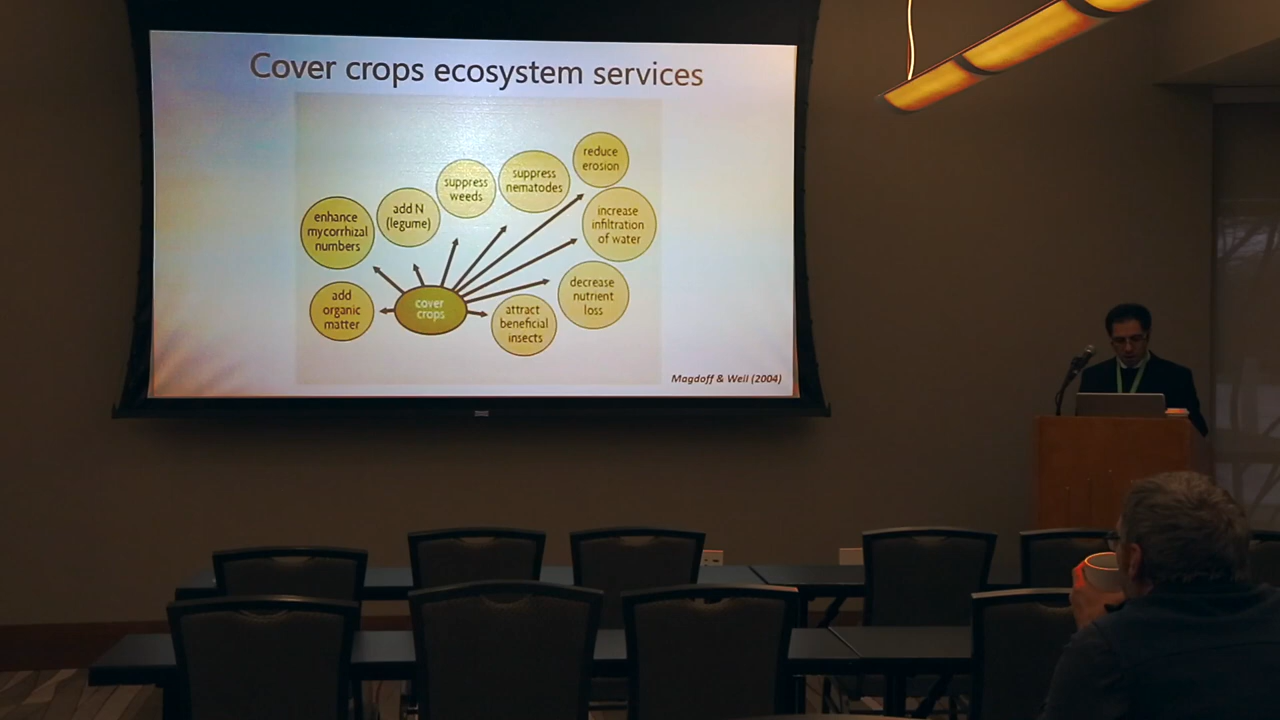 Cover crops ecosystem services
reduce
erosion
suppress
nematodes
suppress
weeds
add N
(legume)
enhance
mycorrhizal
numbers
increase
infiltration
of water
decrease
nutrient
loss
add
organic
matter
cover
crops
attract
beneficial
insects
Magdoff & Weil (2004)